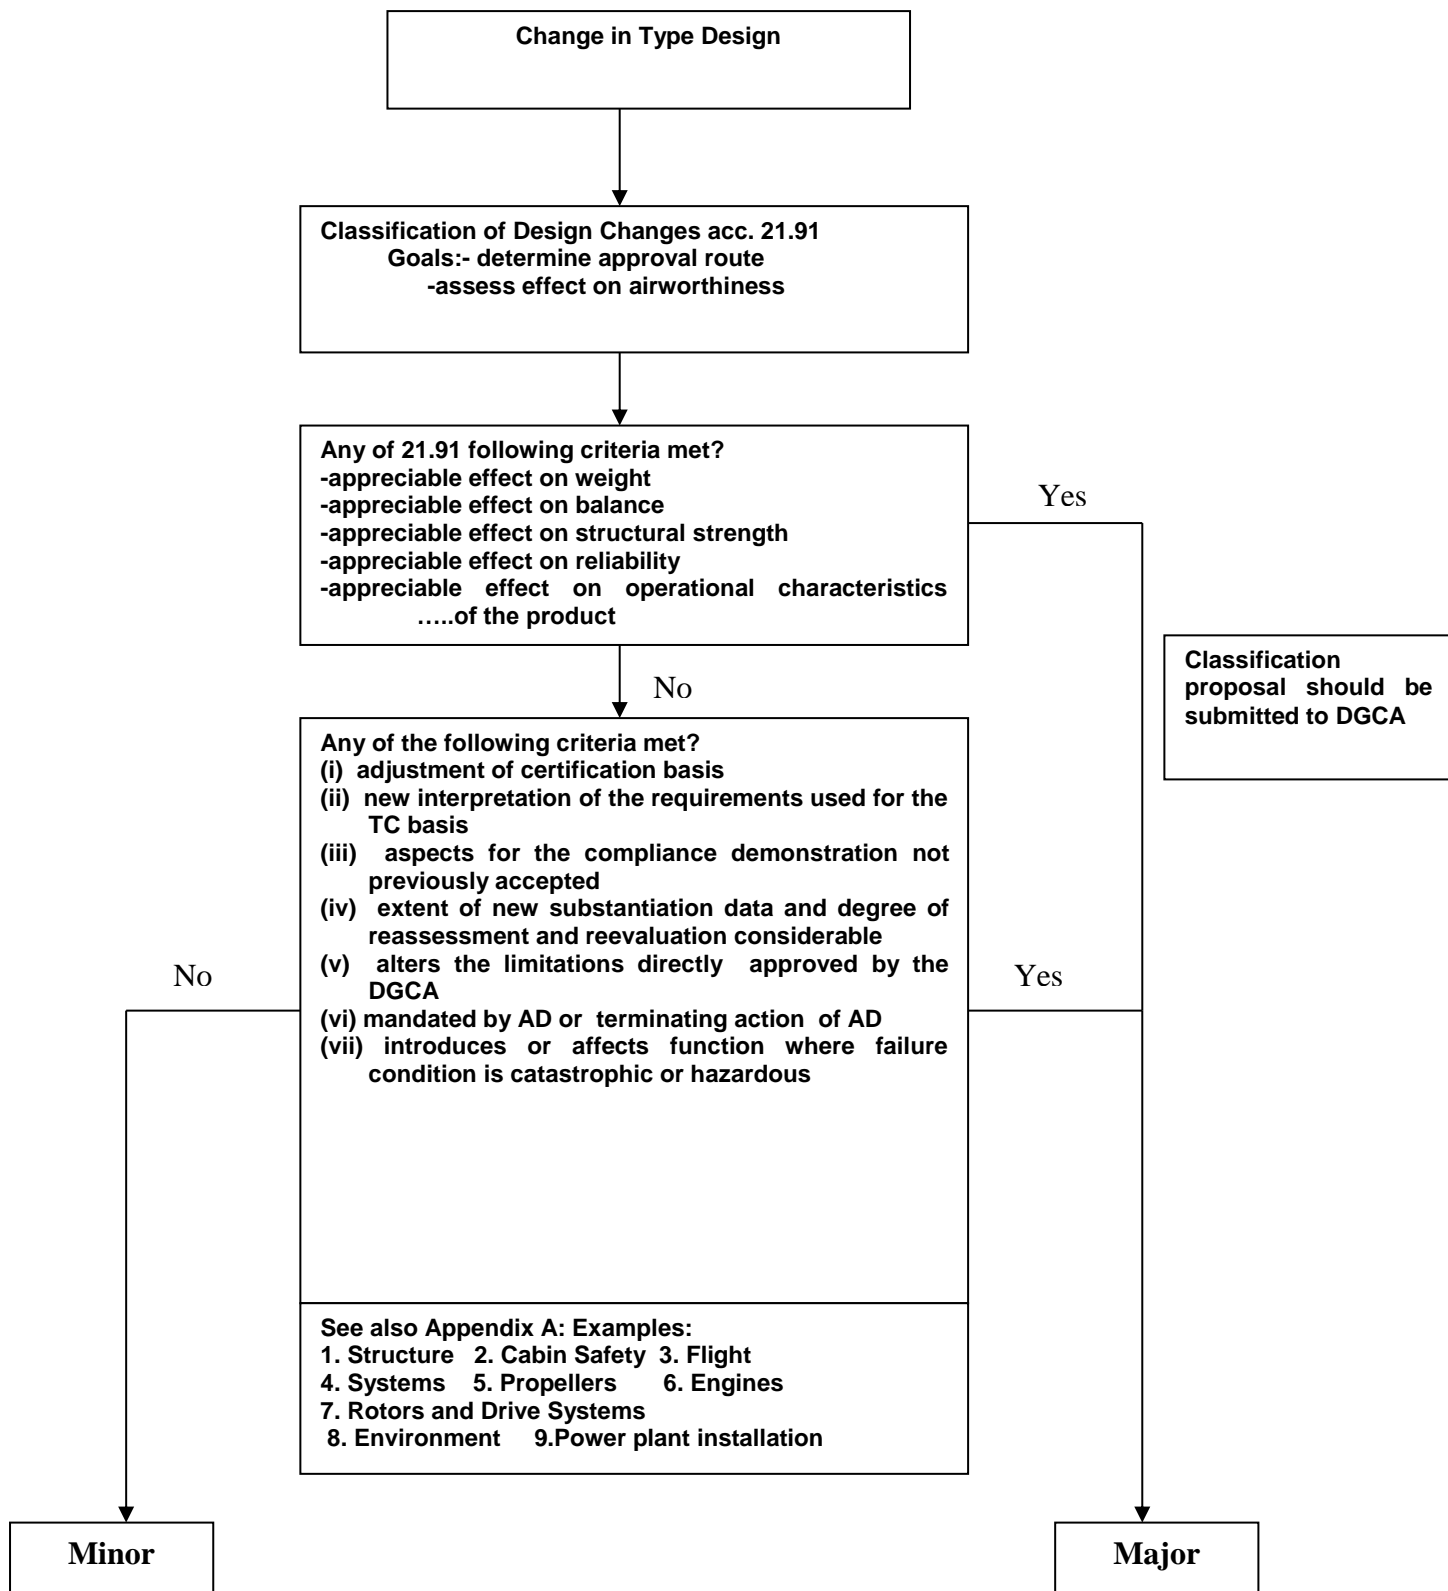 Change in Type Design
Classification of Design Changes acc. 21.91
Goals:- determine approval route
-assess effect on airworthiness
Any of 21.91 following criteria met?
-appreciable effect on weight
-appreciable effect on balance
-appreciable effect on structural strength
-appreciable effect on reliability
-appreciable effect on operational characteristics
…..of the product
Yes
Classification
proposal should be
submitted to DGCA
No
Any of the following criteria met?
(i) adjustment of certification basis
(ii) new interpretation of the requirements used for the
TC basis
(iii) aspects for the compliance demonstration not
previously accepted
(iv) extent of new substantiation data and degree of
reassessment and reevaluation considerable
(v) alters the limitations directly approved by the
DGCA
(vi) mandated by AD or terminating action of AD
(vii) introduces or affects function where failure
condition is catastrophic or hazardous
No
Yes
See also Appendix A: Examples:
1. Structure 2. Cabin Safety 3. Flight
4. Systems 5. Propellers 6. Engines
7. Rotors and Drive Systems
8. Environment 9.Power plant installation
Minor
Major